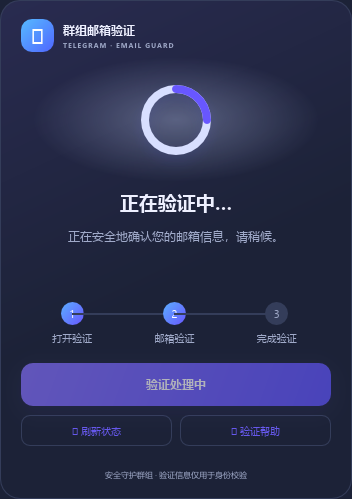 群组邮箱验证
TELEGRAM · EMAIL GUARD
正在验证中...
正在安全地确认您的邮箱信息，请稍候。
1
2
3
打开验证
邮箱验证
完成验证
验证处理中
刷新状态
验证帮助
安全守护群组 · 验证信息仅用于身份校验